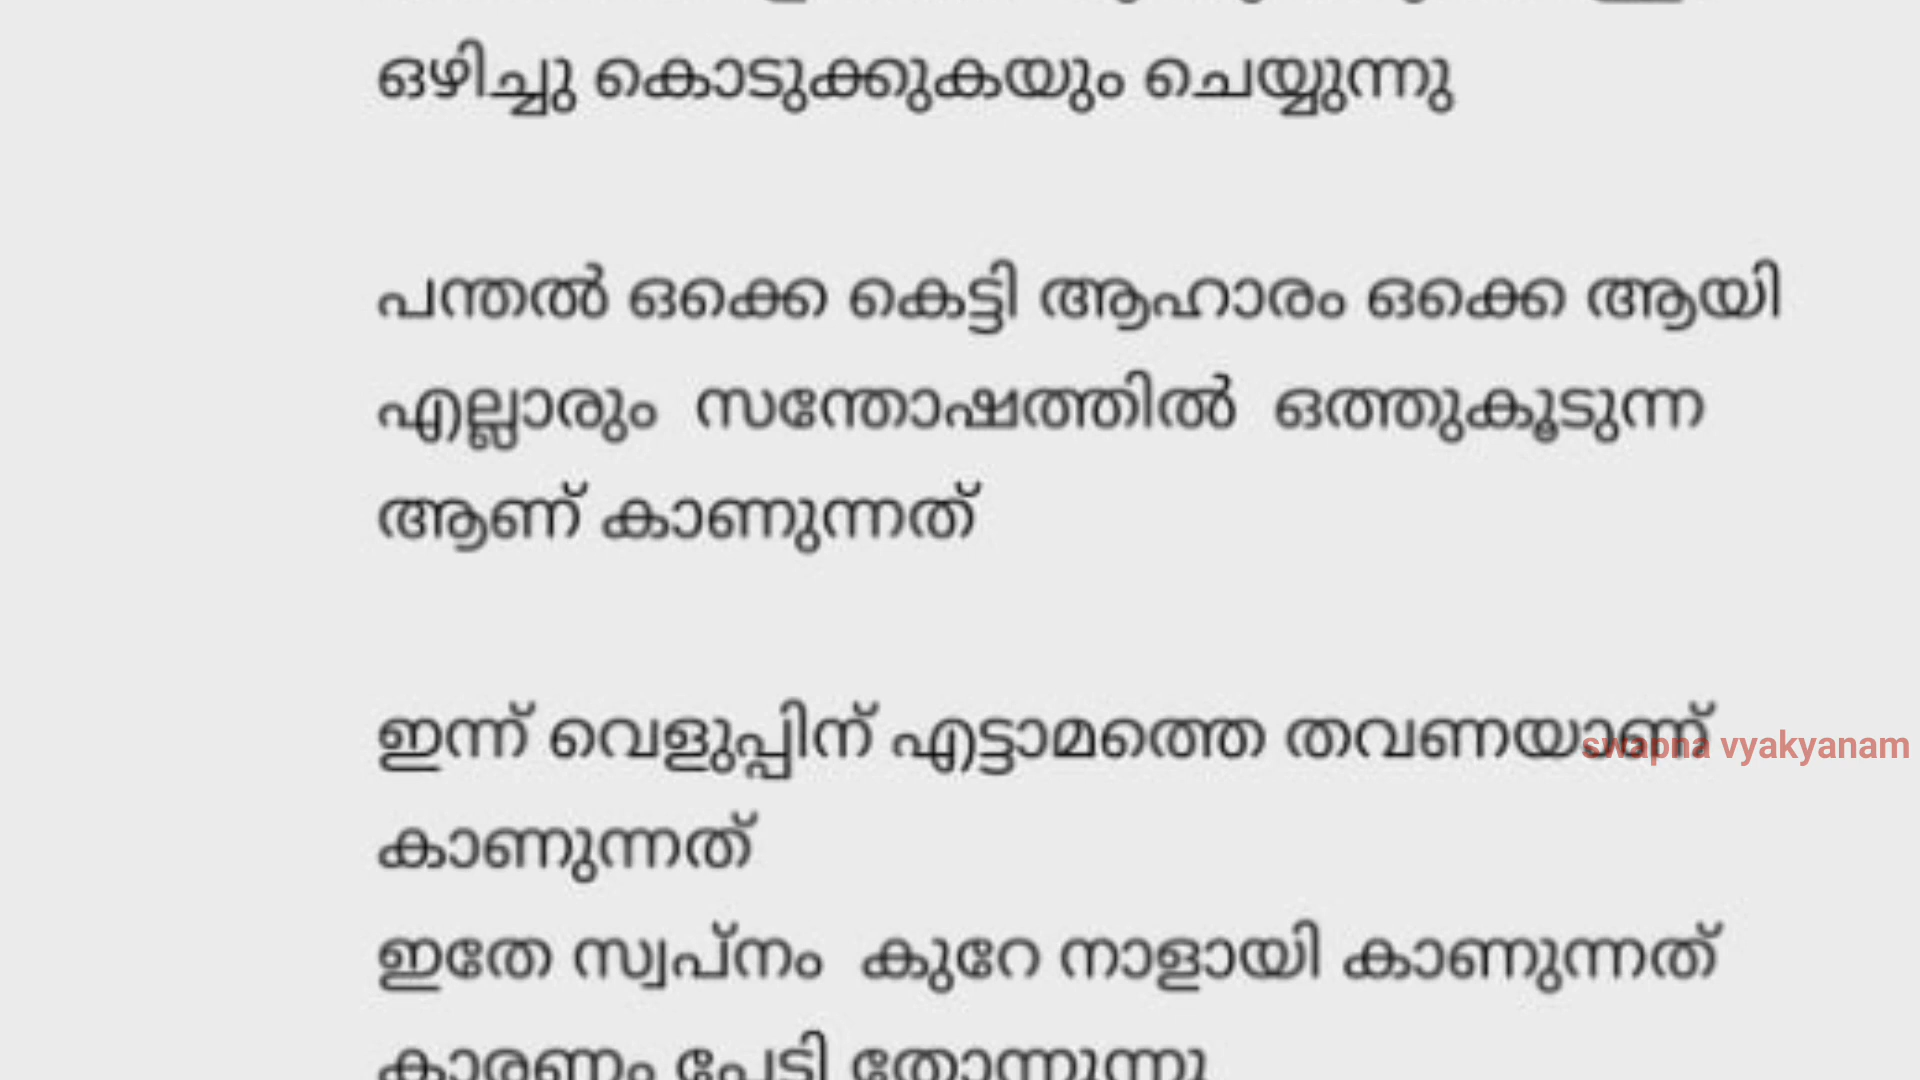 ഒഴിച്ചു കൊടുക്കുകയും ചെയ്യുന്നു
പന്തൽ ഒക്കെ കെട്ടി ആഹാരം ഒക്കെ ആയി
എല്ലാരും സന്തോഷത്തിൽ ഒത്തുകൂടുന്ന
ആണ് കാണുന്നത്
ഇന്ന് വെളുപ്പിന് എട്ടാമത്തെ തവണയാണ്
swapna vyakyanam
കാണുന്നത്
ഇതേ സ്വപ്നം കുറേ നാളായി കാണുന്നത്
കാരണം പേടി തോന്നുന്നു